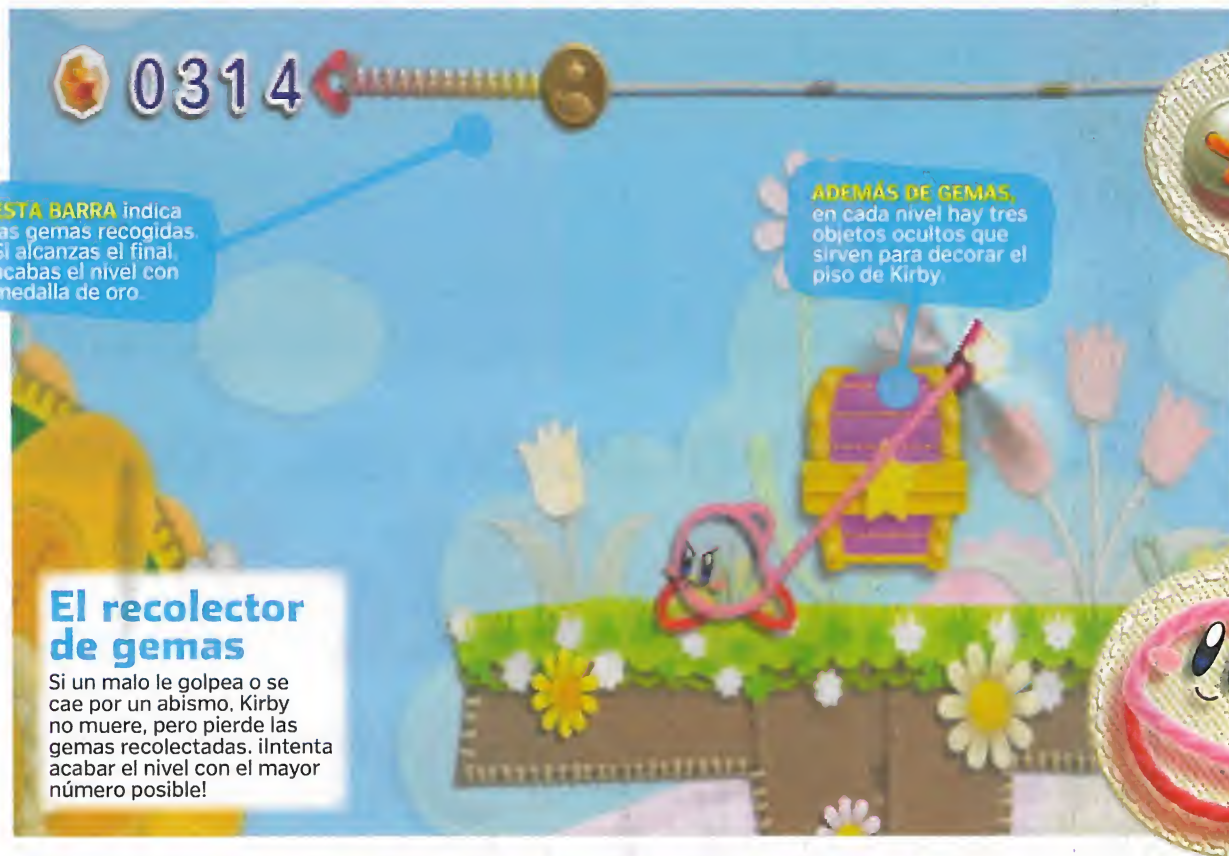 0314
ESTA BARRA indica
las gemas recogidas.
Si alcanzas el final,
acabas el nivel con
medalla de oro.
ADEMÁS DE GEMAS,
en cada nivel hay tres
objetos ocultos que
sirven para decorar el
piso de Kirby.
El recolector
de gemas
Si un malo le golpea o se
cae por un abismo, Kirby
no muere, pero pierde las
gemas recolectadas. ¡Intenta
acabar el nivel con el mayor
número posible!